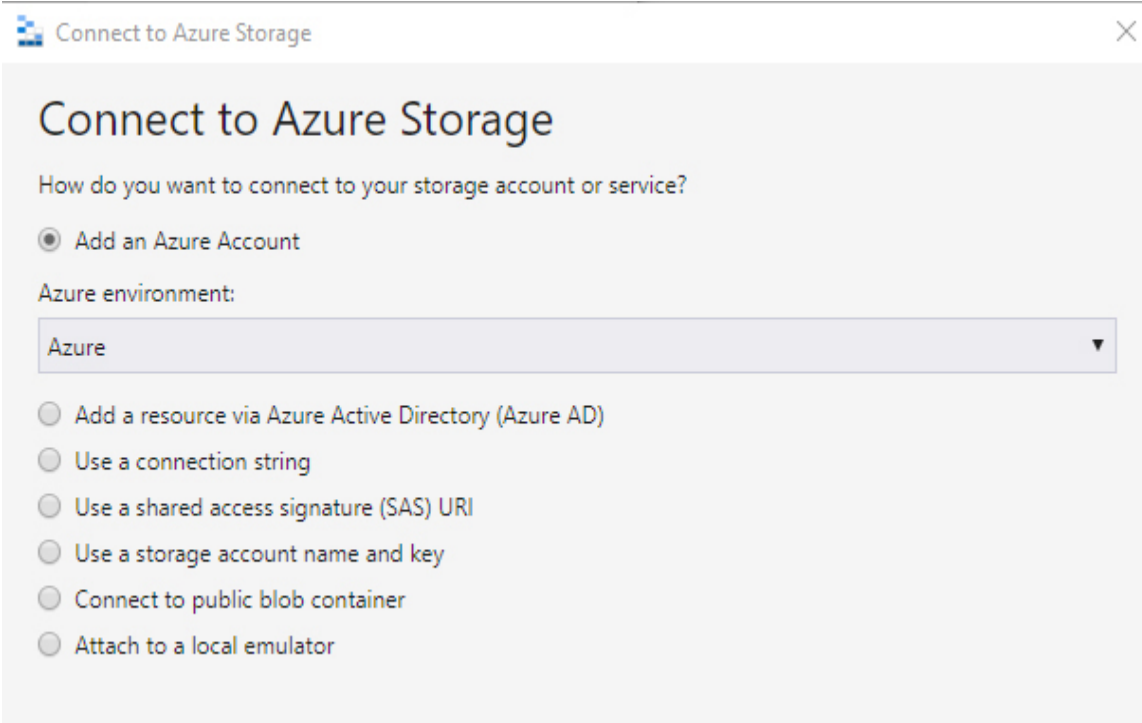 Connect to Azure Storage
Connect to Azure Storage
How do you want to connect to your storage account or service?
Add an Azure Account
Azure environment:
Azure
Add a resource via Azure Active Directory (Azure AD)
Use a connection string
Use a shared access signature (SAS) URI
Use a storage account name and key
Connect to public blob container
Attach to a local emulator